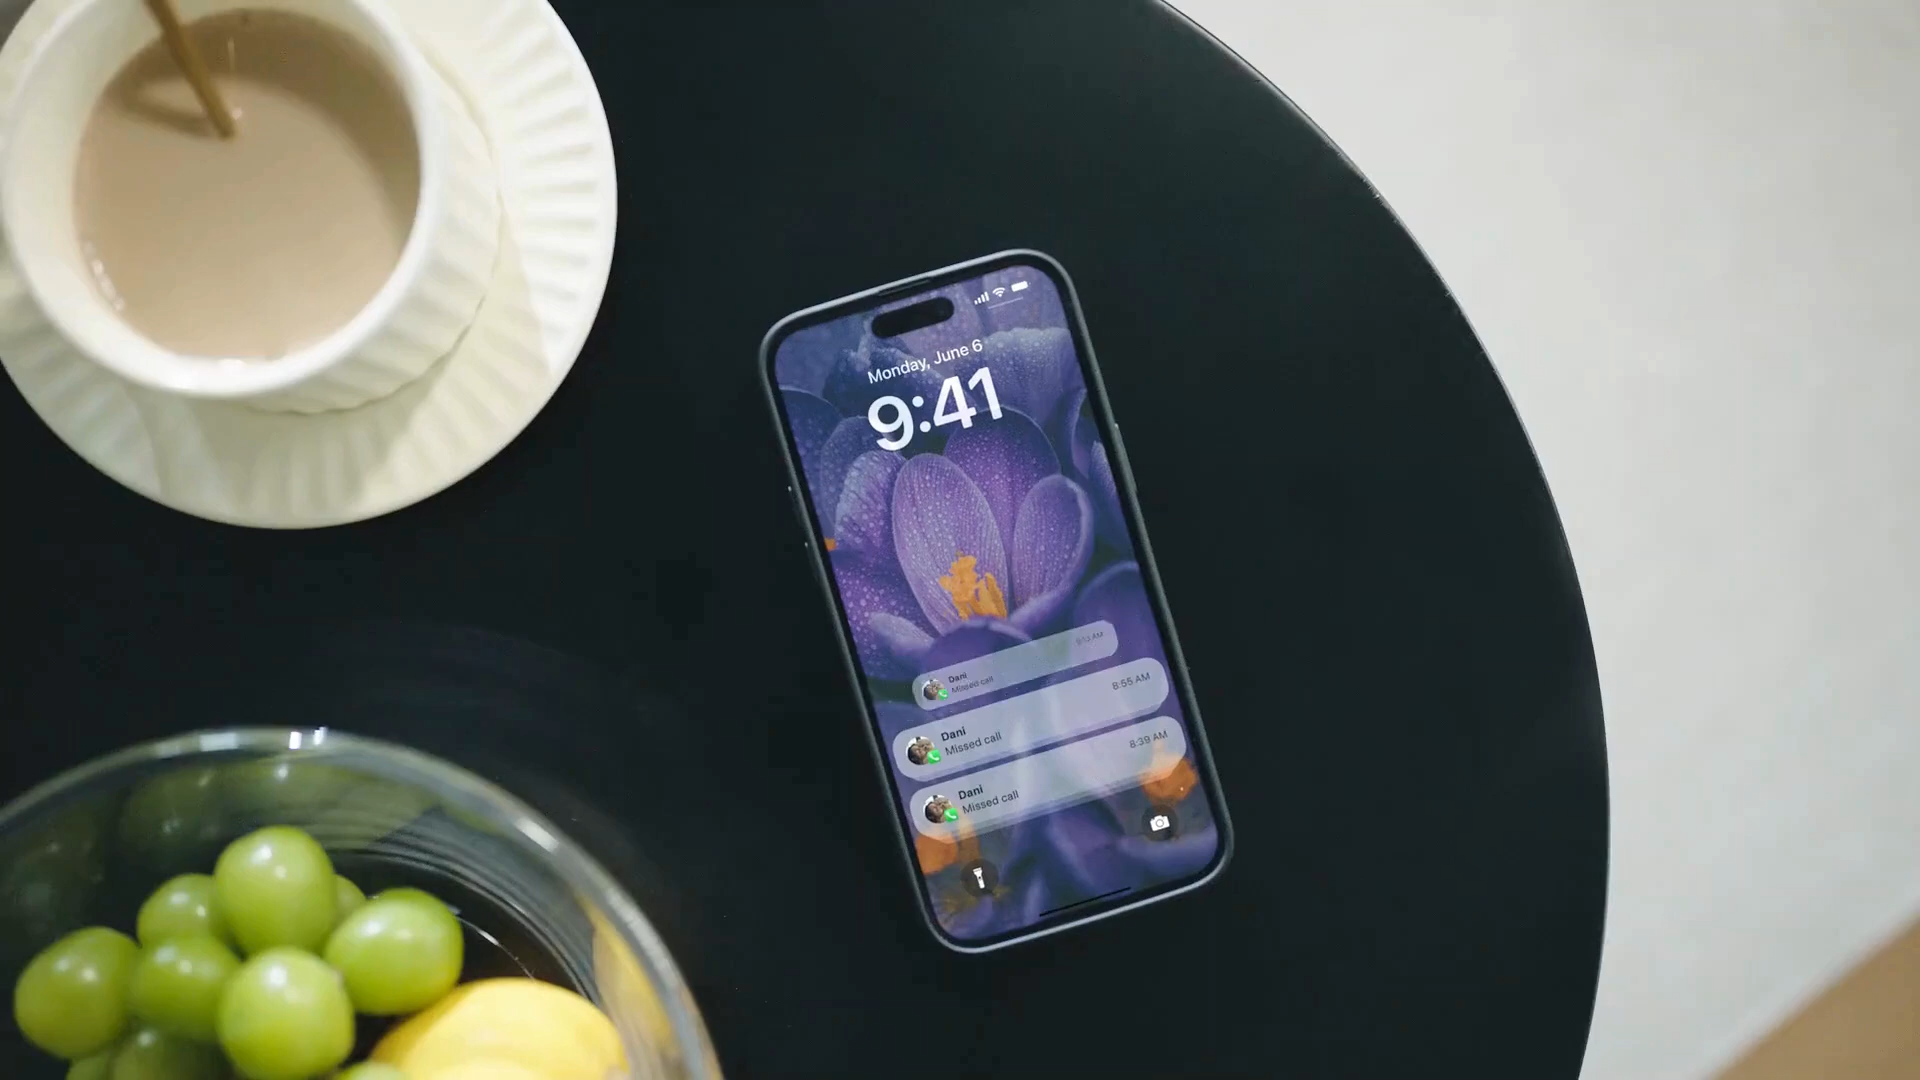 Monday, June 6
9:41
Dani
Missed call
Dani
Missed call
8:55 AM
Dani
Missed call
8:39 AM